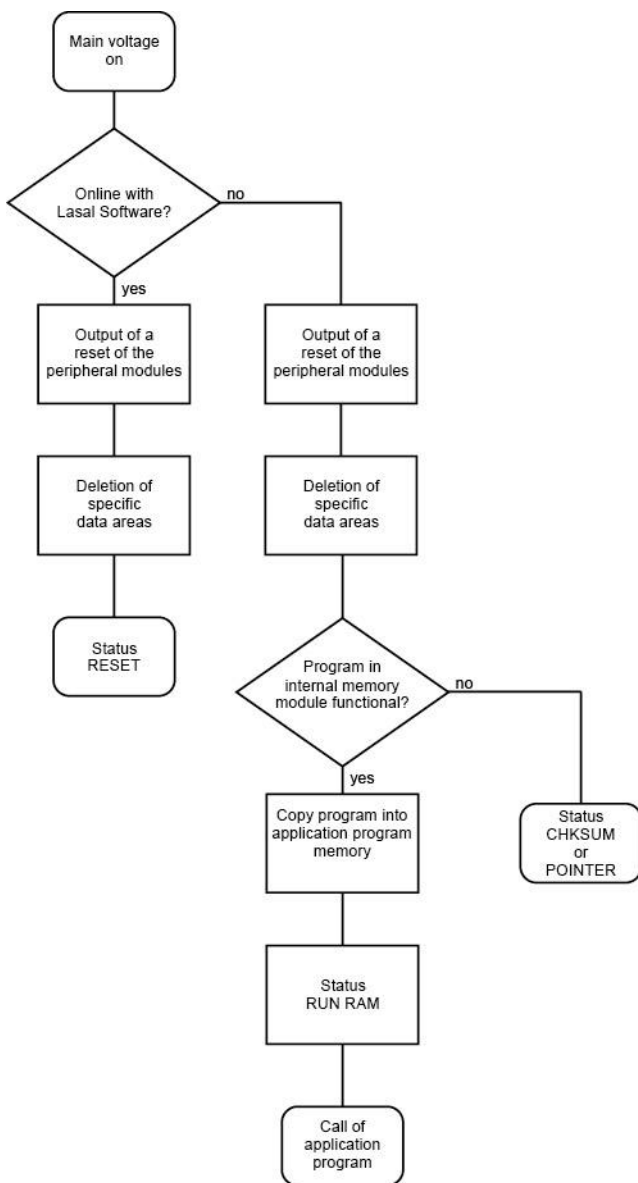 Main voltage
on
Online with
Lasal Software?
no
yes
Output of a
reset of the
peripheral modules
Output of a
reset of the
peripheral modules
Deletion of
specific
data areas
Deletion of
specific
data areas
Status
RESET
Program in
internal memory
module functional?
no
yes
Copy program into
application program
memory
Status
CHKSUM
or
POINTER
Status
RUN RAM
Call of
application
program